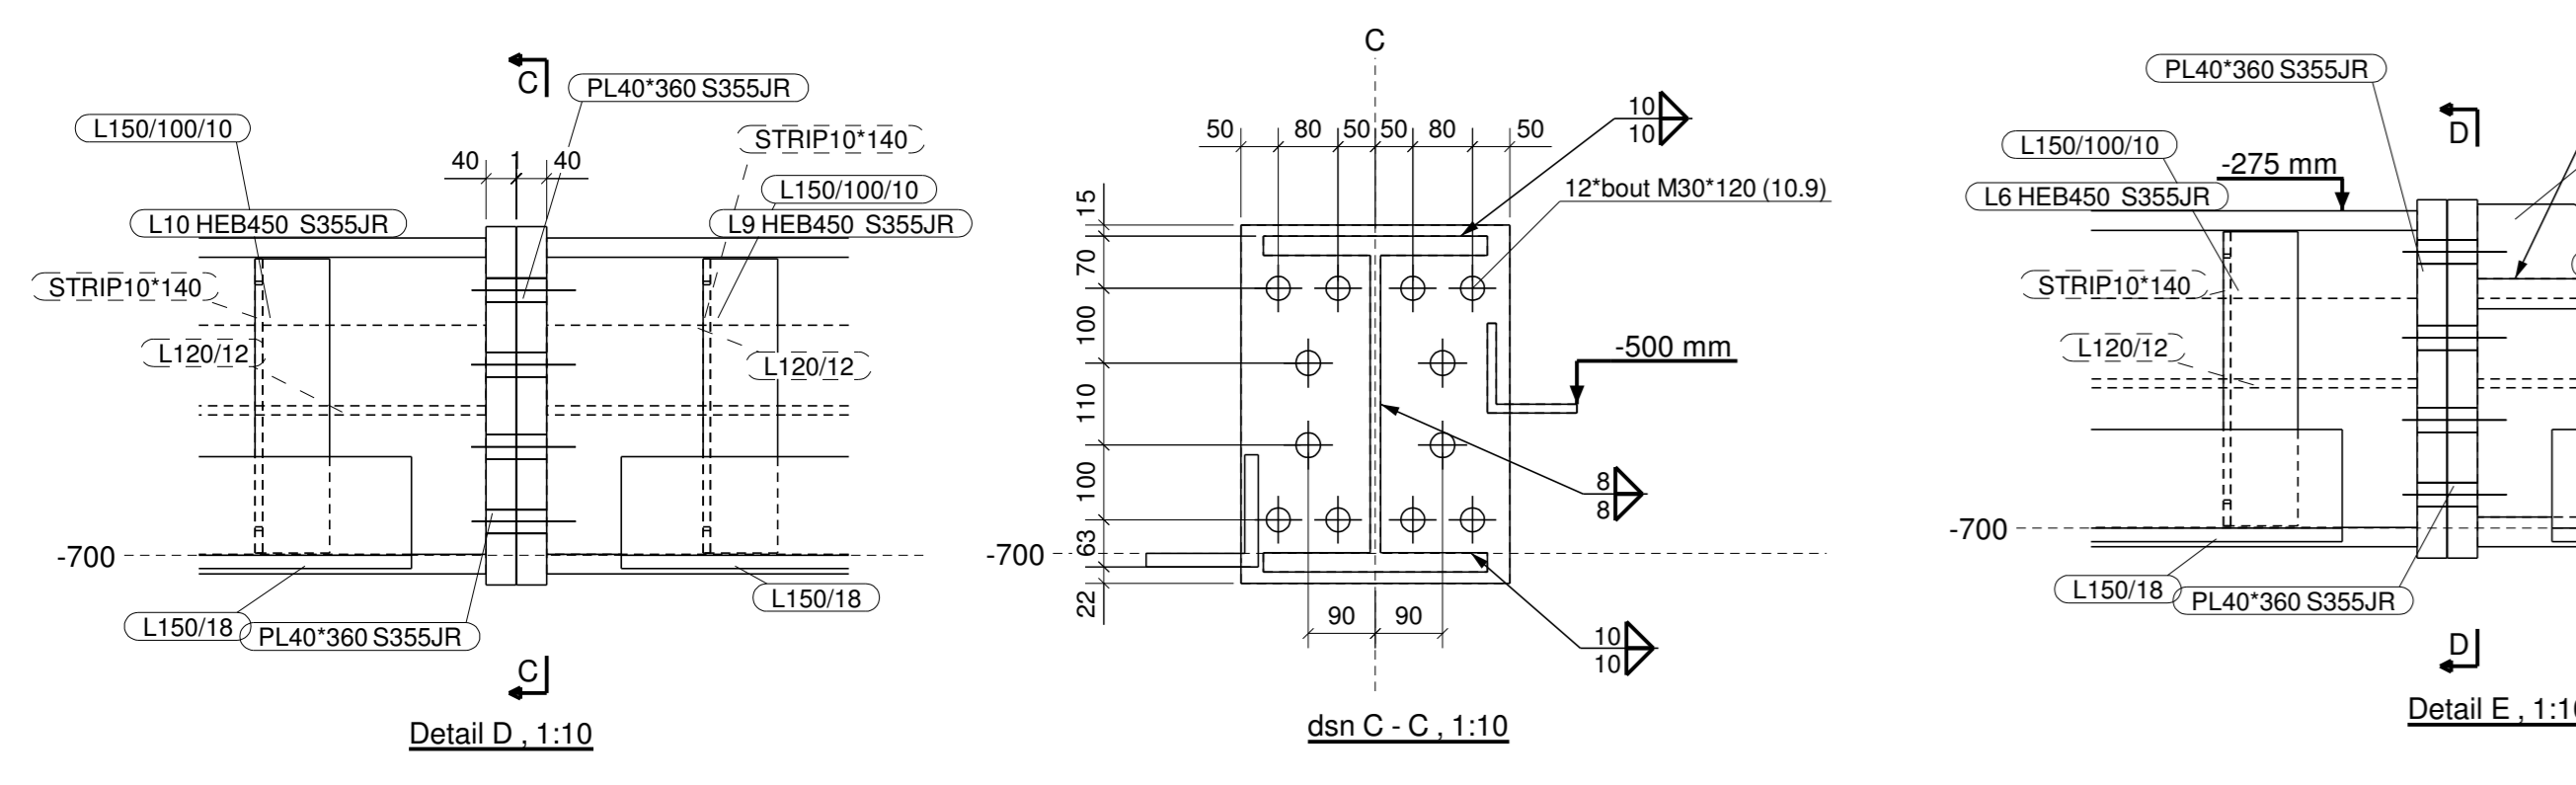 C
PL40*360 S355JR
L150/100/10
STRIP10*140
40 1 40
L150/100/10
L10 HEB450 S355JR
L9 HEB450 S355JR
STRIP10*140
L120/12
L120/12
-700
L150/18
L150/18
PL40*360 S355JR
C
Detail D , 1:10
C
10
10
50 80 50 50 80 50
12*bout M30*120 (10.9)
15
70
100
110
100
63
22
-500 mm
8
8
-700
90 90
10
10
dsn C - C , 1:10
PL40*360 S355JR
D
L150/100/10
-275 mm
L6 HEB450 S355JR
STRIP10*140
L120/12
-700
L150/18
PL40*360 S355JR
D
Detail E , 1:10